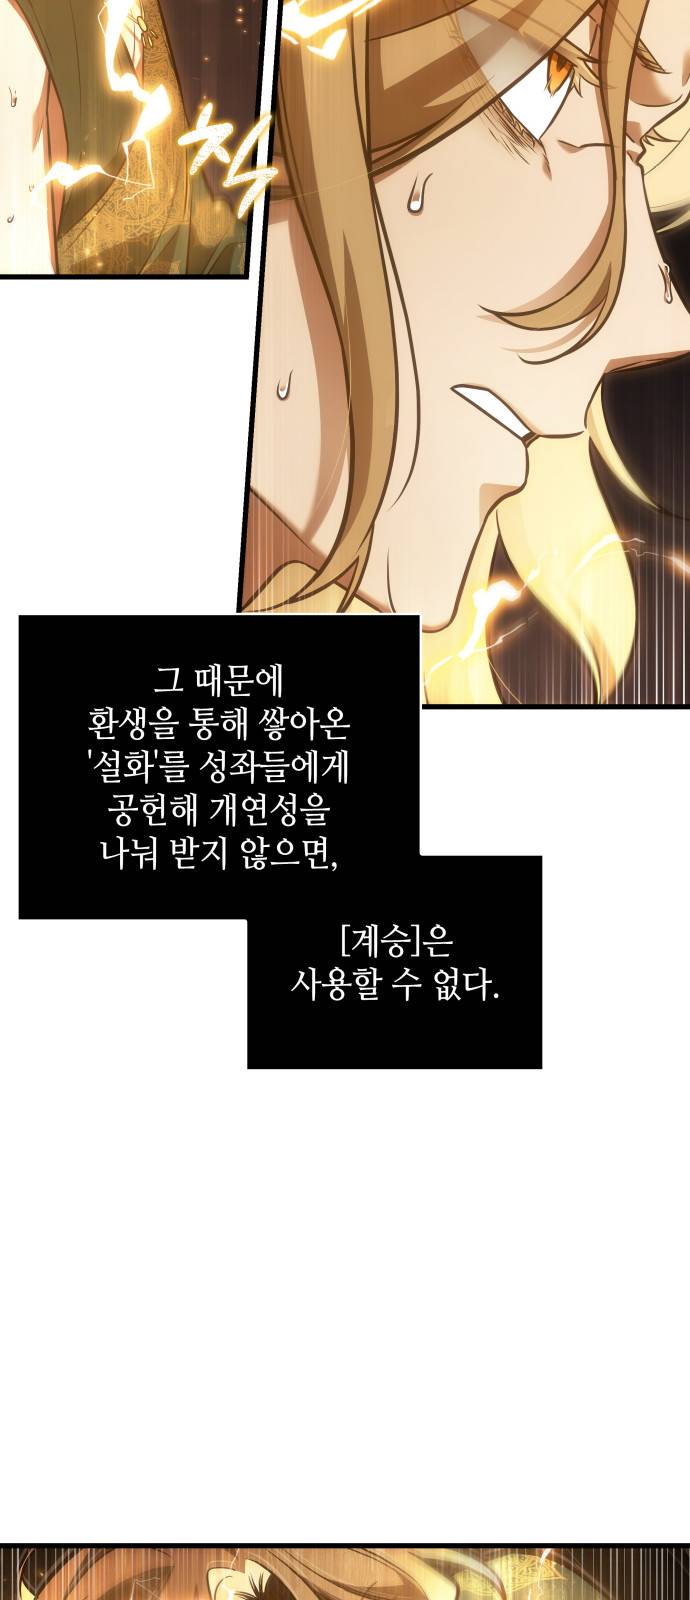 척
그 때문에
환생을 통해 쌓아온
'설화'를 성좌들에게
공헌해 개연성을
나눠 받지 않으면,
[계승]은
사용할 수 없다.